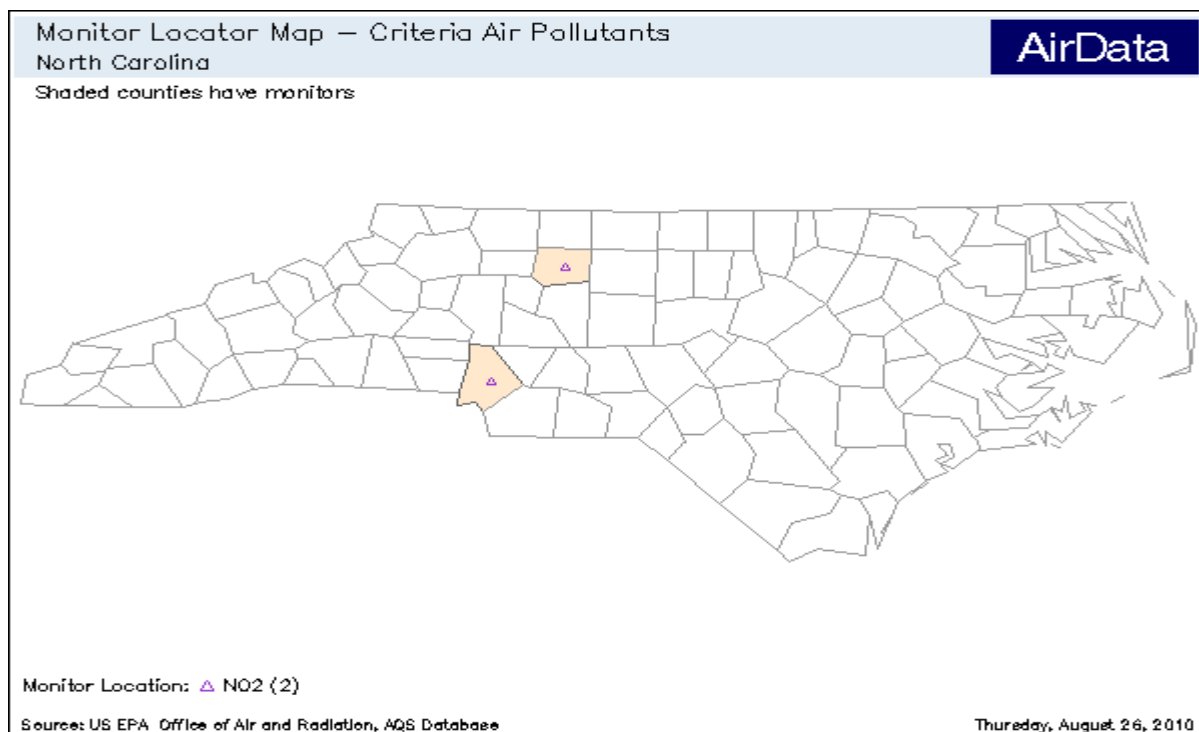 Monitor Locator Map – Criteria Air Pollutants
North Carolina
AirData
Shaded counties have monitors
Monitor Location: △ NO2 (2)
Source: US EPA Office of Air and Radiation, AQS Database
Thursday, August 26, 2010